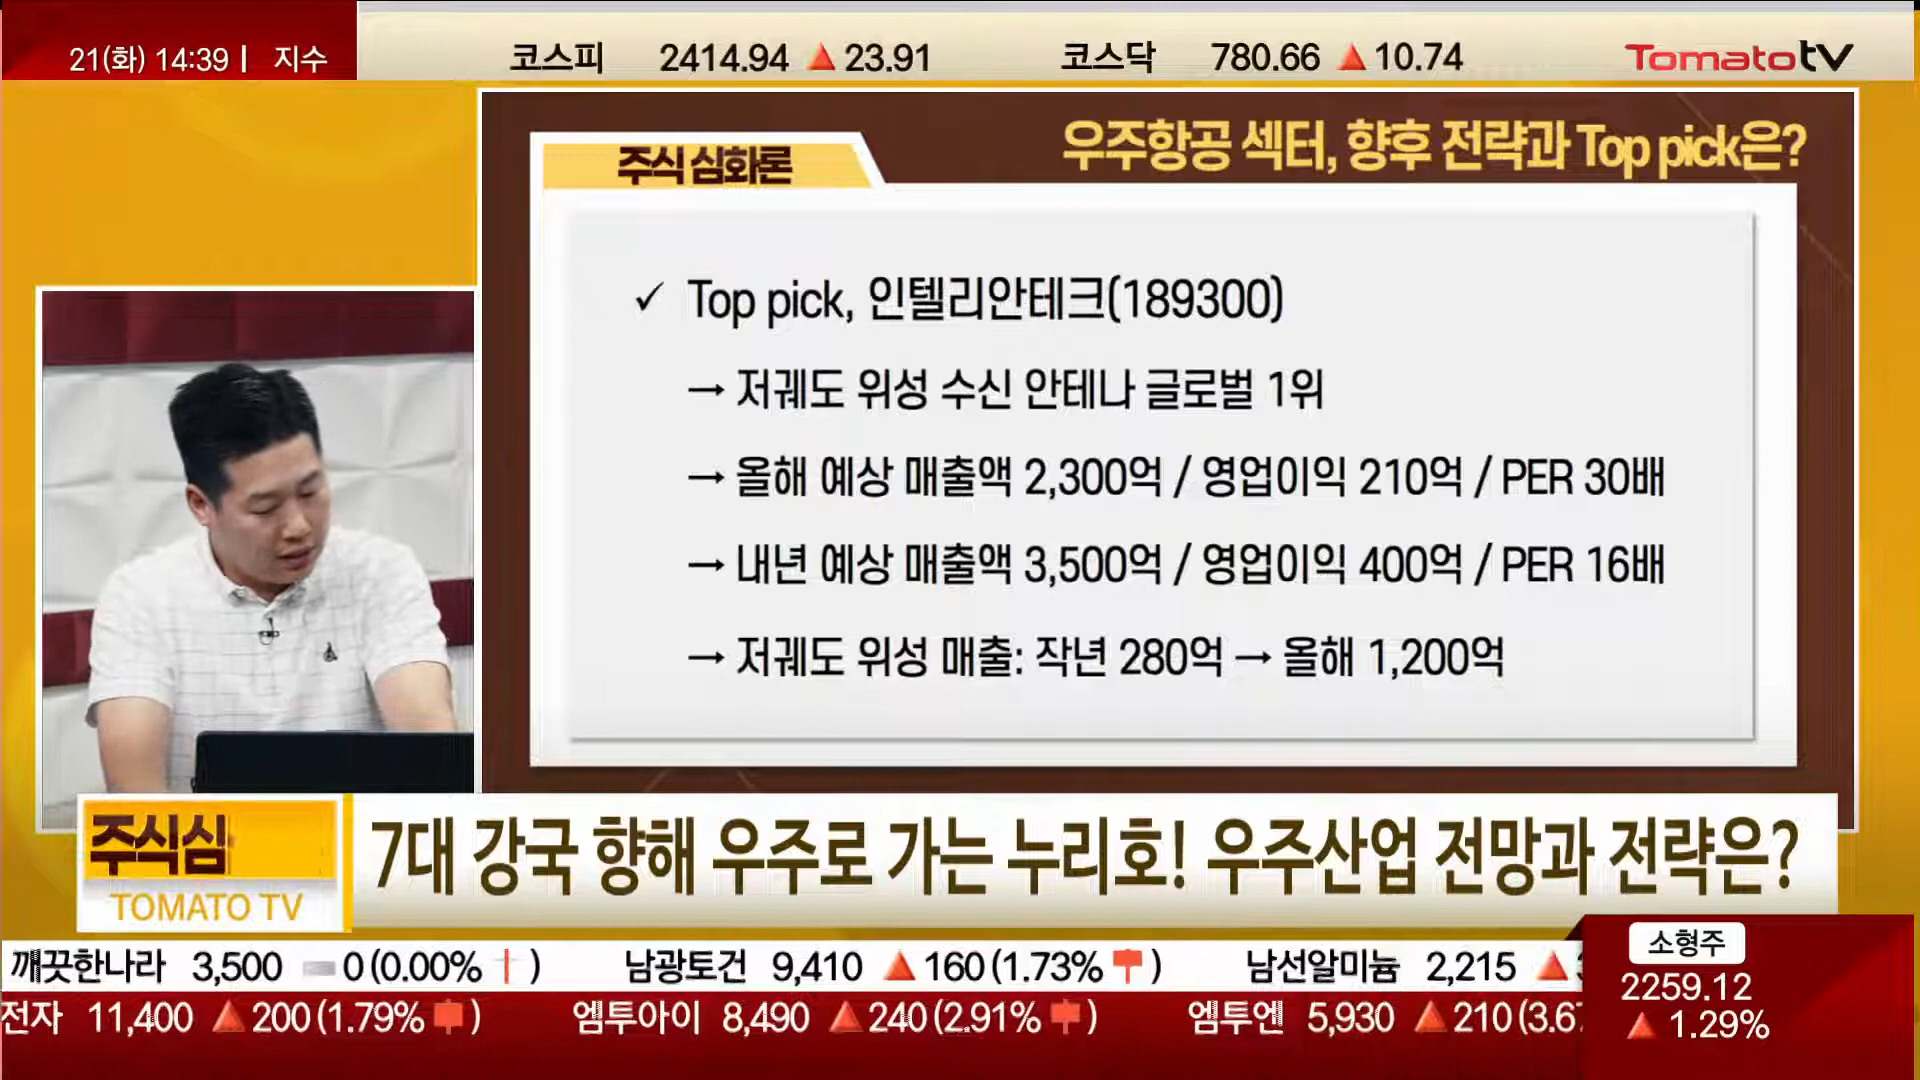 21(화) 14:39 | 지수 코스피 2414.94 ▲ 23.91 코스닥 780.66 ▲ 10.74 Tomato tv
우주항공 섹터, 향후 전략과 Top pick은?
주식 심화론
✓ Top pick, 인텔리안테크(189300)
→ 저궤도 위성 수신 안테나 글로벌 1위
→ 올해 예상 매출액 2,300억 / 영업이익 210억 / PER 30배
→ 내년 예상 매출액 3,500억 / 영업이익 400억 / PER 16배
→ 저궤도 위성 매출: 작년 280억 → 올해 1,200억
주식심
TOMATO TV
7대 강국 향해 우주로 가는 누리호! 우주산업 전망과 전략은?
깨끗한나라 3,500 0 (0.00%) 남광토건 9,410 ▲ 160 (1.73%) 남선알미늄 2,215 ▲
전자 11,400 ▲ 200 (1.79%) 엠투아이 8,490 ▲ 240 (2.91%) 엠투엔 5,930 ▲ 210 (3.6
소형주
2259.12
▲ 1.29%